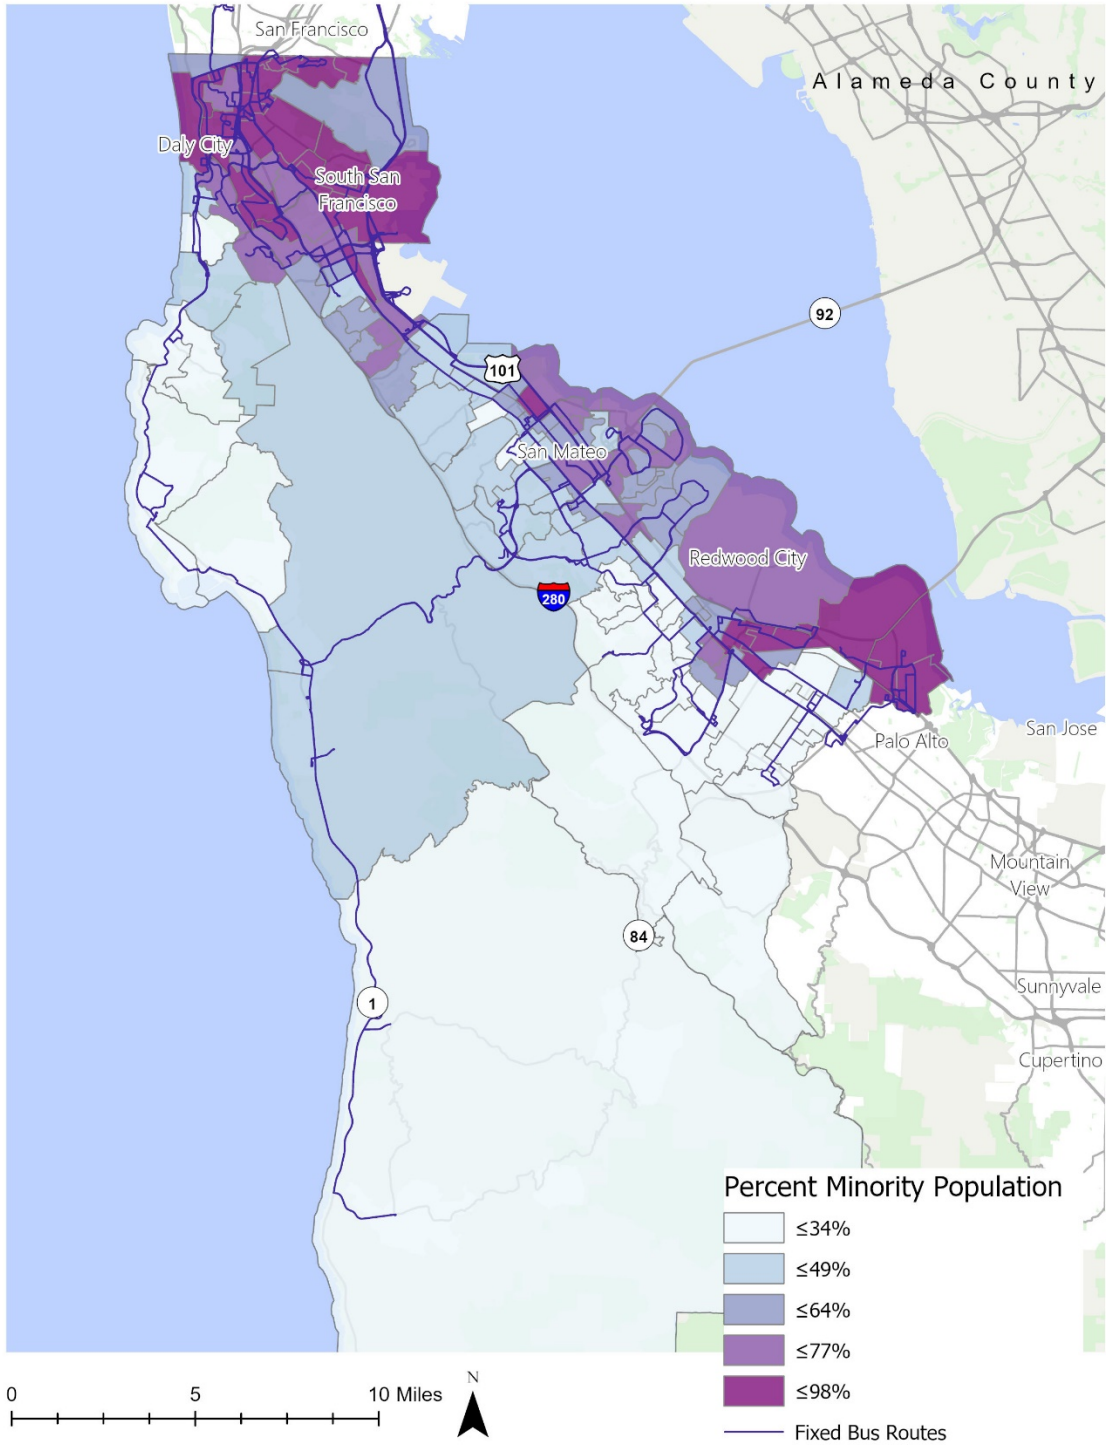 San Francisco
Alameda County
Daly City
South San
Francisco
92
101
San Mateo
Redwood City
280
San Jose
Palo Alto
Mountain
View
84
Sunnyvale
1
Cupertino
Percent Minority Population
≤34%
≤49%
≤64%
≤77%
≤98%
Fixed Bus Routes
0 5 10 Miles
N